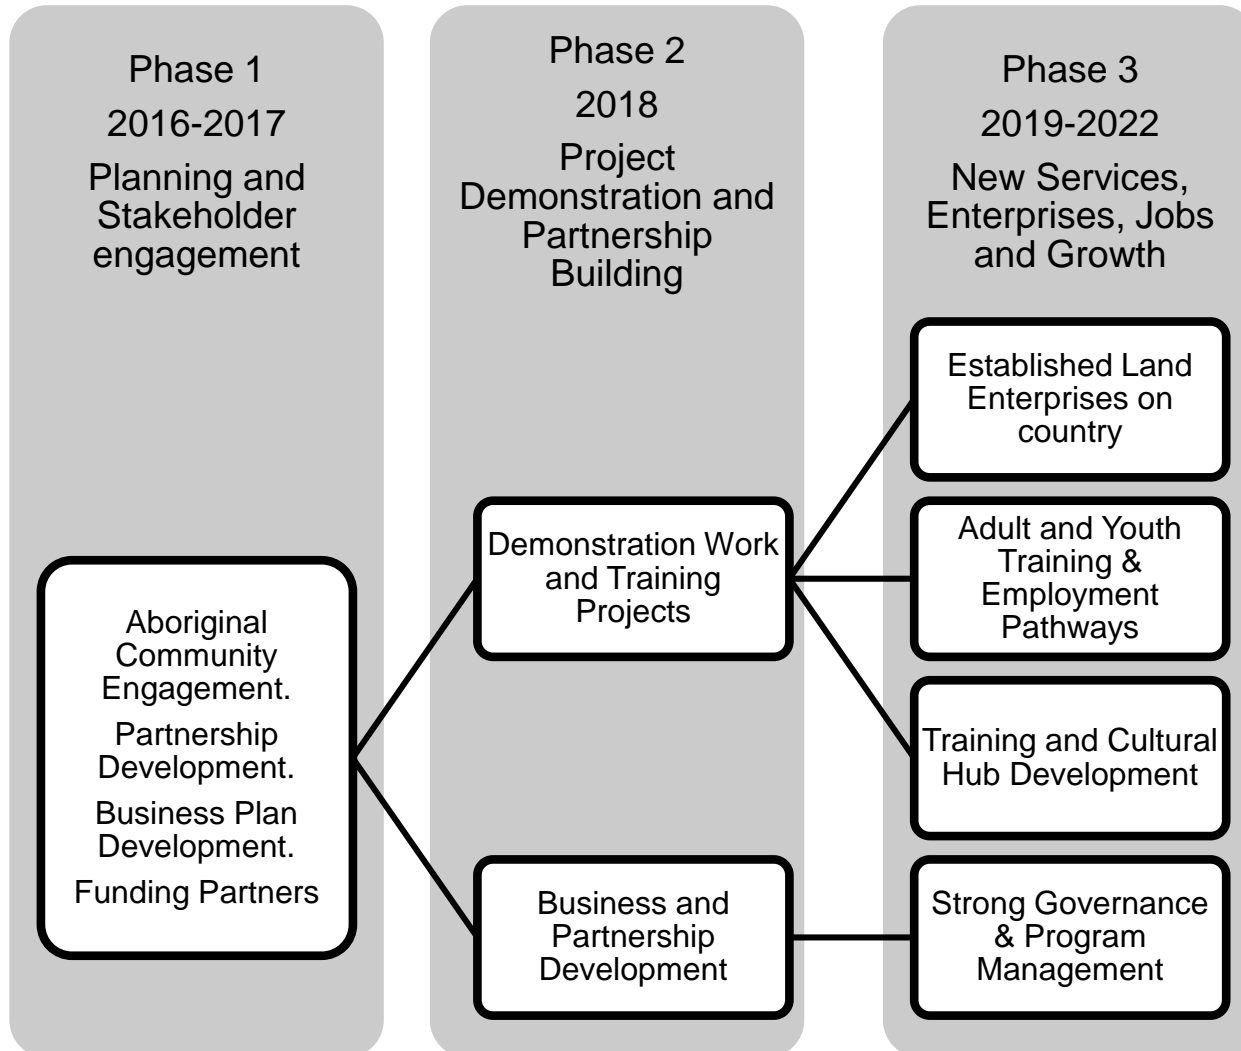 Phase 1
2016-2017
Planning and
Stakeholder
engagement
Aboriginal
Community
Engagement.
Partnership
Development.
Business Plan
Development.
Funding Partners
Phase 2
2018
Project
Demonstration and
Partnership
Building
Demonstration Work
and Training
Projects
Business and
Partnership
Development
Phase 3
2019-2022
New Services,
Enterprises, Jobs
and Growth
Established Land
Enterprises on
country
Adult and Youth
Training &
Employment
Pathways
Training and Cultural
Hub Development
Strong Governance
& Program
Management